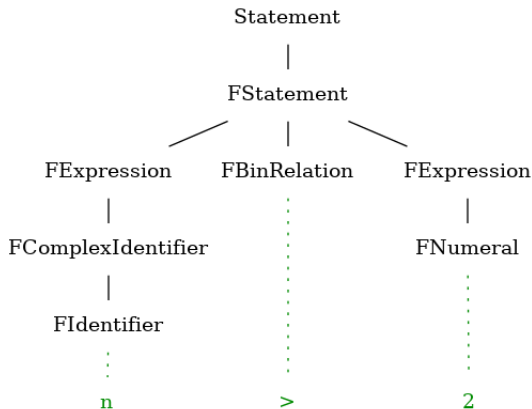 Statement
FStatement
FExpression FBinRelation FExpression
FComplexIdentifier FNumeral
FIdentifier
n > 2